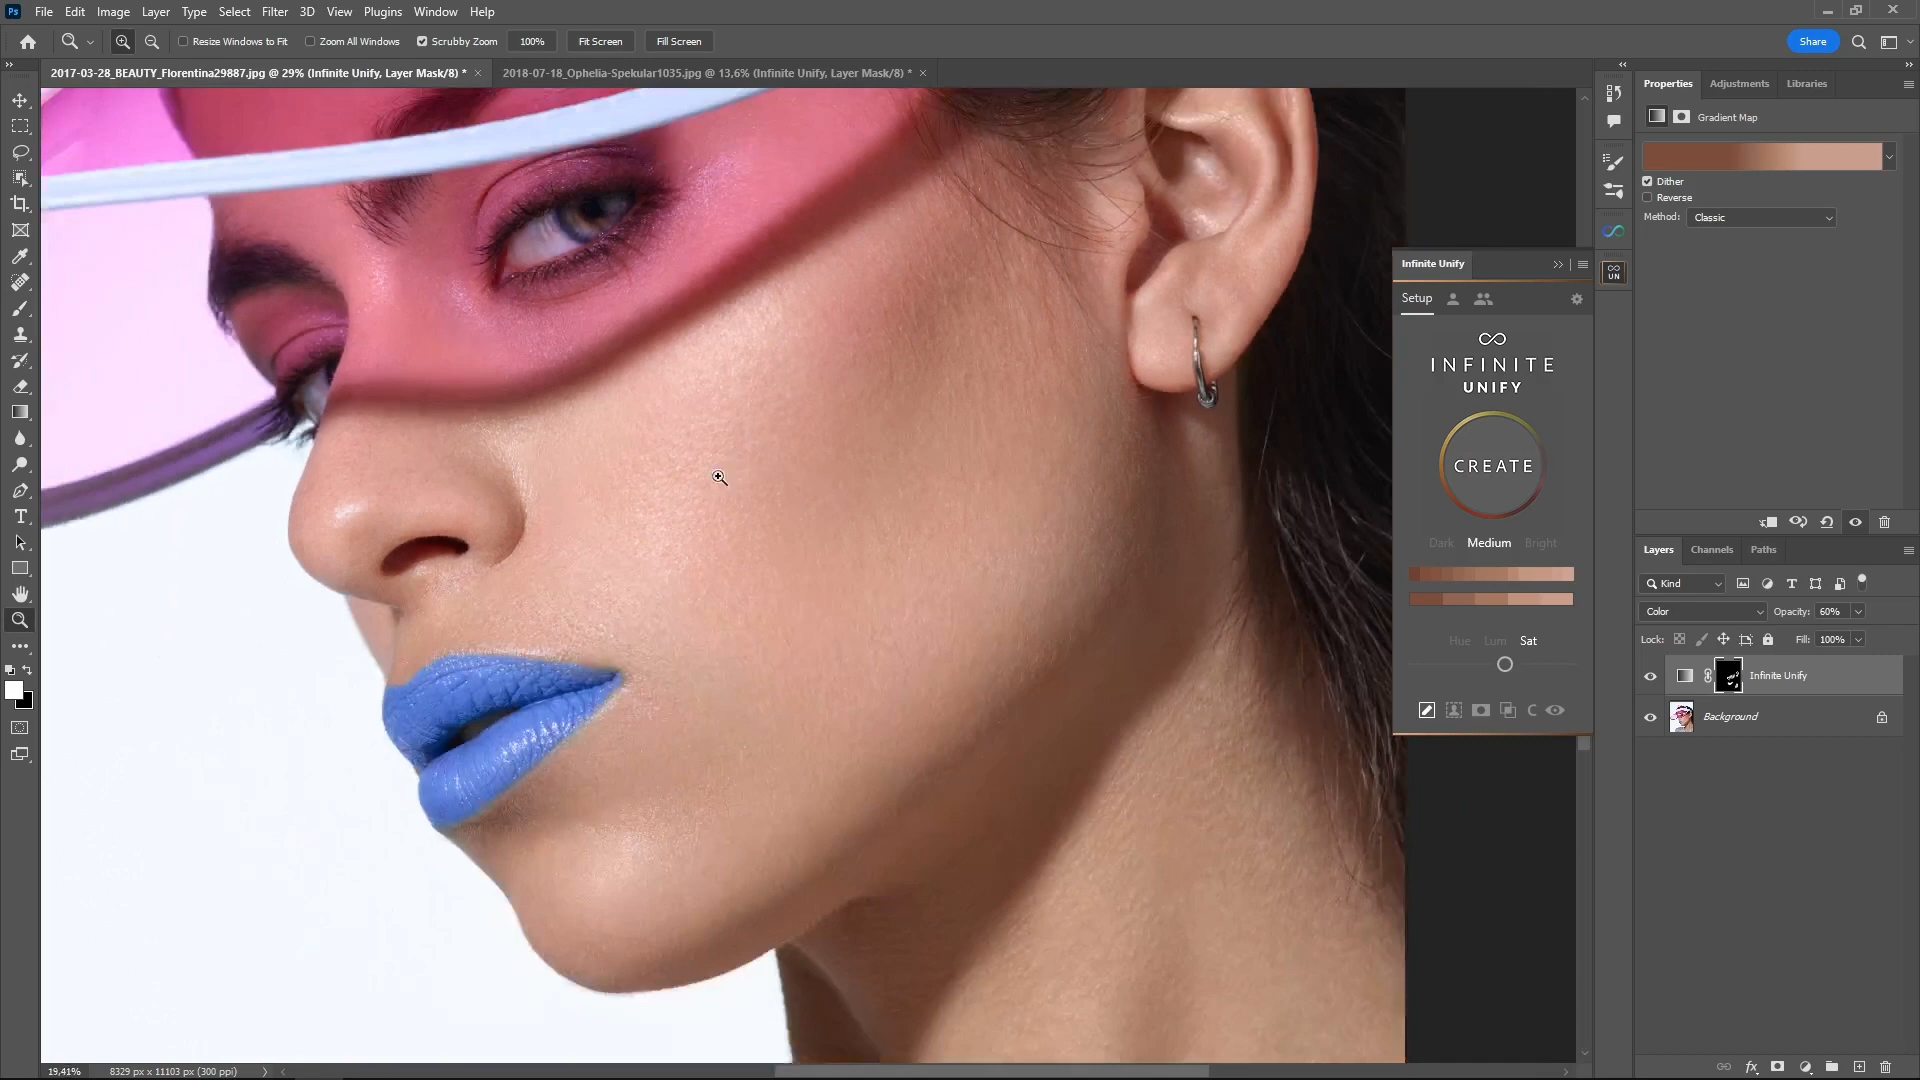 Ps File Edit Image Layer Type Select Filter 3D View Plugins Window Help
Resize Windows to Fit Zoom All Windows Scrubby Zoom 100% Fit Screen Fill Screen Share
2017-03-28_BEAUTY_Florentina29887.jpg @ 29% (Infinite Unify, Layer Mask/8) * 2018-07-18_Ophelia-Spekular1035.jpg @ 13,6% (Infinite Unify, Layer Mask/8) *
Properties Adjustments Libraries
Gradient Map
Dither
Reverse
Method: Classic
UN
Infinite Unify
Setup
INFINITE
UNIFY
CREATE
Dark Medium Bright
Hue Lum Sat
Layers Channels Paths
Kind
Color Opacity: 60%
Lock: Fill: 100%
Infinite Unify
Background
fx
19,41% 8329 px x 11103 px (300 ppi)